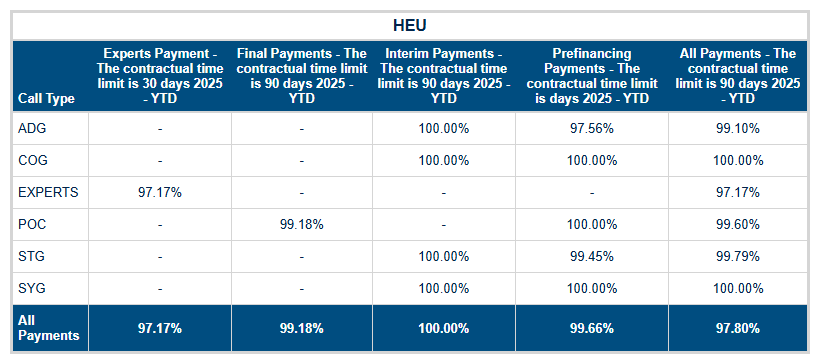 HEU
Call Type
Experts Payment -
The contractual time
limit is 30 days 2025
- YTD
Final Payments - The
contractual time limit
is 90 days 2025 -
YTD
Interim Payments -
The contractual time
limit is 90 days 2025 -
YTD
Prefinancing
Payments - The
contractual time limit
is days 2025 - YTD
All Payments - The
contractual time
limit is 90 days 2025
- YTD
ADG - - 100.00% 97.56% 99.10%
COG - - 100.00% 100.00% 100.00%
EXPERTS 97.17% - - - 97.17%
POC - 99.18% - 100.00% 99.60%
STG - - 100.00% 99.45% 99.79%
SYG - - 100.00% 100.00% 100.00%
All
Payments
97.17% 99.18% 100.00% 99.66% 97.80%